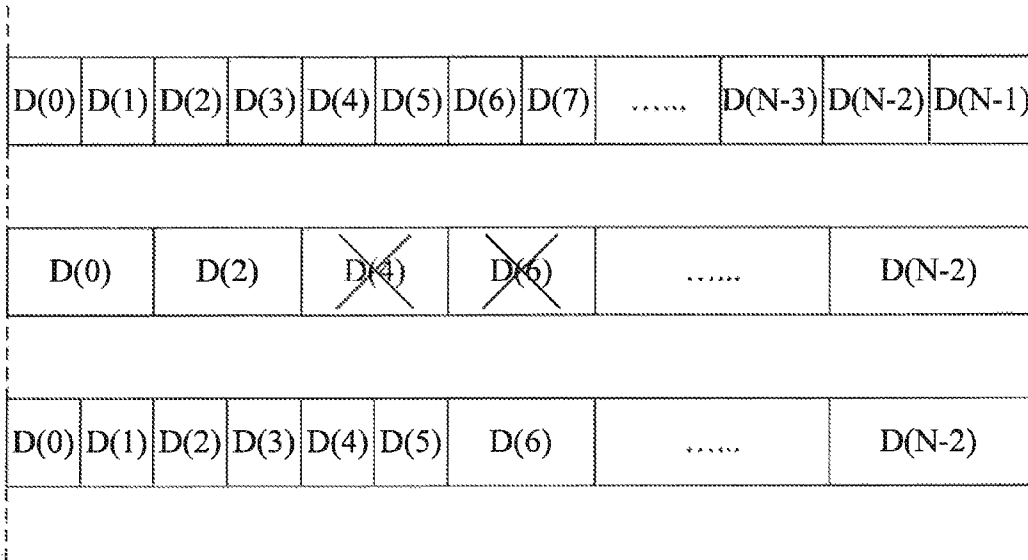 D(0) D(1) D(2) D(3) D(4) D(5) D(6) D(7) ...... D(N-3) D(N-2) D(N-1)
D(0) D(2) D(4) D(6) ...... D(N-2)
D(0) D(1) D(2) D(3) D(4) D(5) D(6) ...... D(N-2)